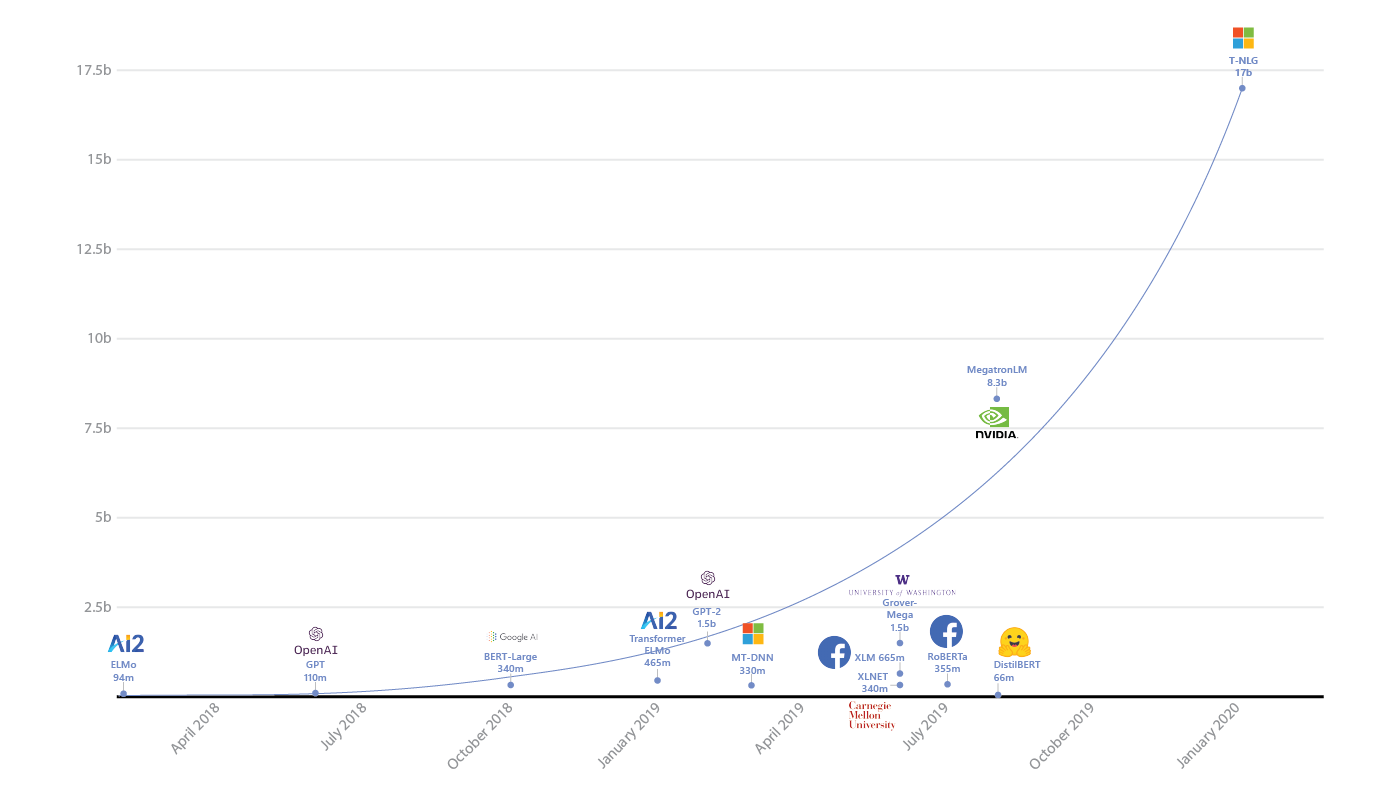 T-NLG
17b
17.5b
15b
12.5b
10b
MegatronLM
8.3b
7.5b
NVIDIA.
5b
2.5b
OpenAI
GPT-2
1.5b
W
UNIVERSITY of WASHINGTON
Grover-
Mega
1.5b
Ai2
Transformer
ELMo
465m
Ai2
ELMo
94m
OpenAI
GPT
110m
Google AI
BERT-Large
340m
MT-DNN
330m
f
XLM 665m
XLNET
340m
Carnegie
Mellon
University
f
RoBERTa
355m
DistilBERT
66m
April 2018
July 2018
October 2018
January 2019
April 2019
July 2019
October 2019
January 2020